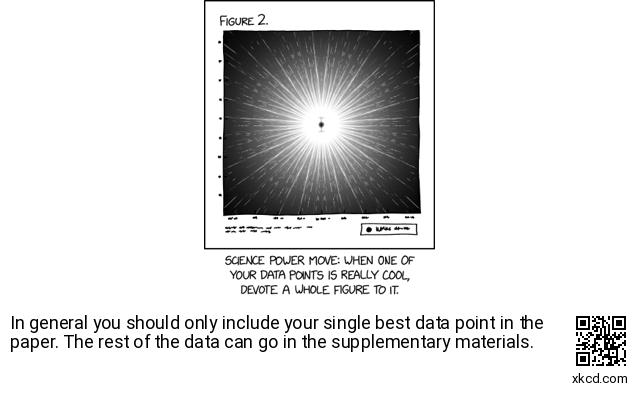 FIGURE 2.
SCIENCE POWER MOVE: WHEN ONE OF
YOUR DATA POINTS IS REALLY COOL,
DEVOTE A WHOLE FIGURE TO IT.
In general you should only include your single best data point in the
paper. The rest of the data can go in the supplementary materials.
xkcd.com